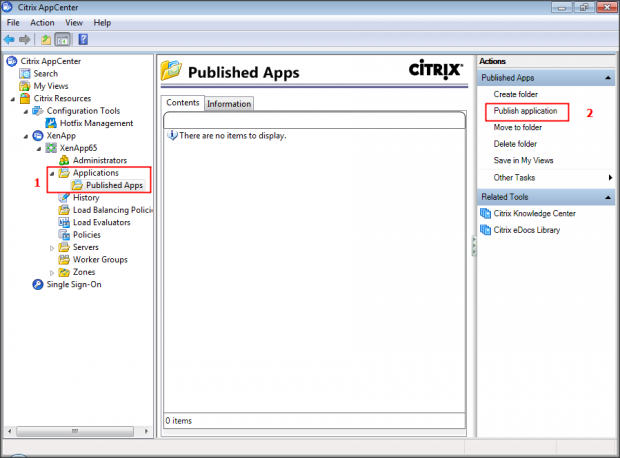 Citrix AppCenter
File Action View Help
Citrix AppCenter
Search
My Views
Citrix Resources
Configuration Tools
Hotfix Management
XenApp
XenApp65
Administrators
1
Applications
Published Apps
History
Load Balancing Policie
Load Evaluators
Policies
Servers
Worker Groups
Zones
Single Sign-On
Published Apps
CITRIX
Contents Information
There are no items to display.
0 items
Actions
Published Apps
Create folder
Publish application 2
Move to folder
Delete folder
Save in My Views
Other Tasks
Related Tools
Citrix Knowledge Center
Citrix eDocs Library